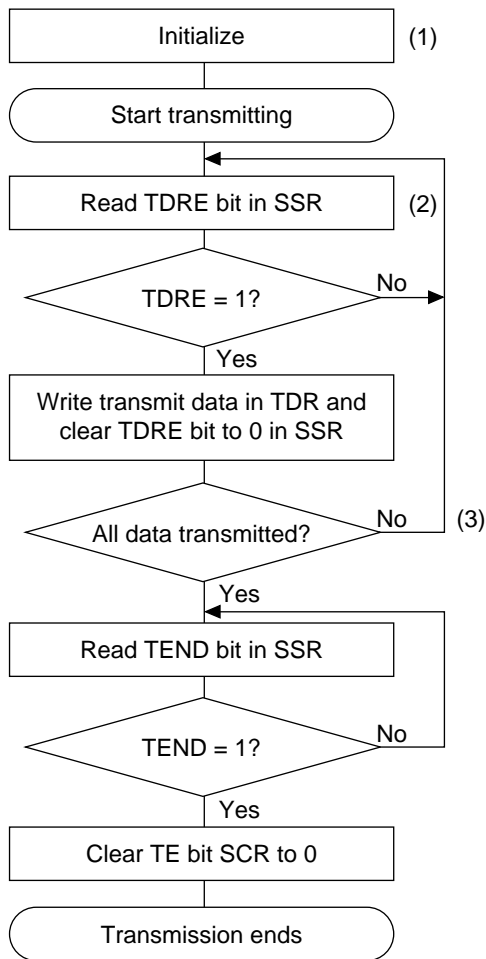 Initialize
(1)
Start transmitting
Read TDRE bit in SSR
(2)
TDRE = 1?
No
Yes
Write transmit data in TDR and
clear TDRE bit to 0 in SSR
All data transmitted?
No
(3)
Yes
Read TEND bit in SSR
TEND = 1?
No
Yes
Clear TE bit SCR to 0
Transmission ends